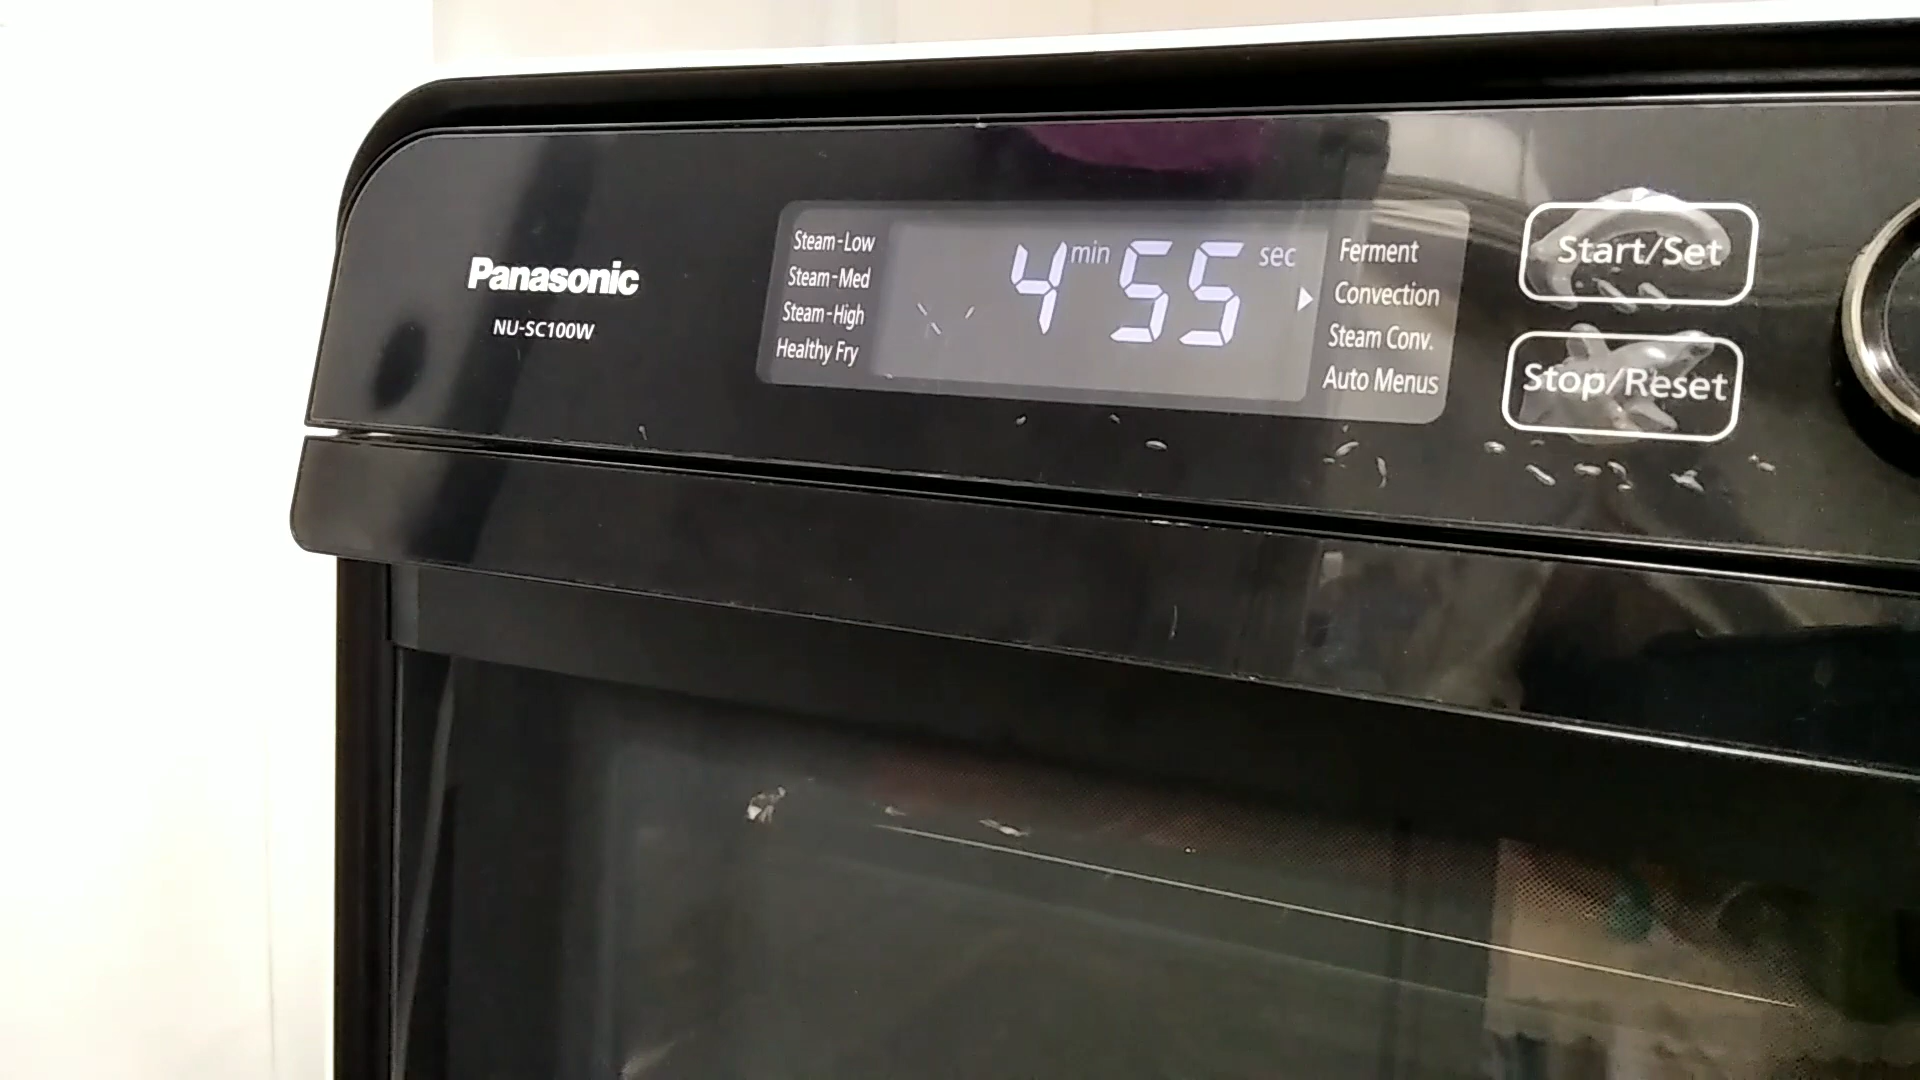 Panasonic
NU-SC100W
Steam-Low
Steam-Med
Steam-High
Healthy Fry
4 min 55 sec
Ferment
Convection
Steam Conv.
Auto Menus
Start/Set
Stop/Reset